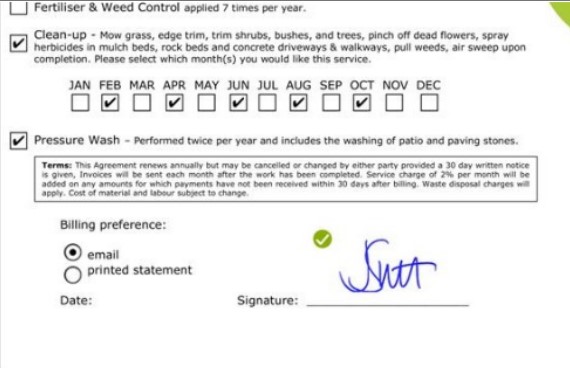 Fertiliser & Weed Control applied 7 times per year.
Clean-up - Mow grass, edge trim, trim shrubs, bushes, and trees, pinch off dead flowers, spray
herbicides in mulch beds, rock beds and concrete driveways & walkways, pull weeds, air sweep upon
completion. Please select which month(s) you would like this service.
JAN FEB MAR APR MAY JUN JUL AUG SEP OCT NOV DEC
Pressure Wash - Performed twice per year and includes the washing of patio and paving stones.
Terms: This Agreement renews annually but may be cancelled or changed by either party provided a 30 day written notice
is given, Invoices will be sent each month after the work has been completed. Service charge of 2% per month will be
added on any amounts for which payments have not been received within 30 days after billing. Waste disposal charges will
apply. Cost of material and labour subject to change.
Billing preference:
email
printed statement
Date:
Signature: